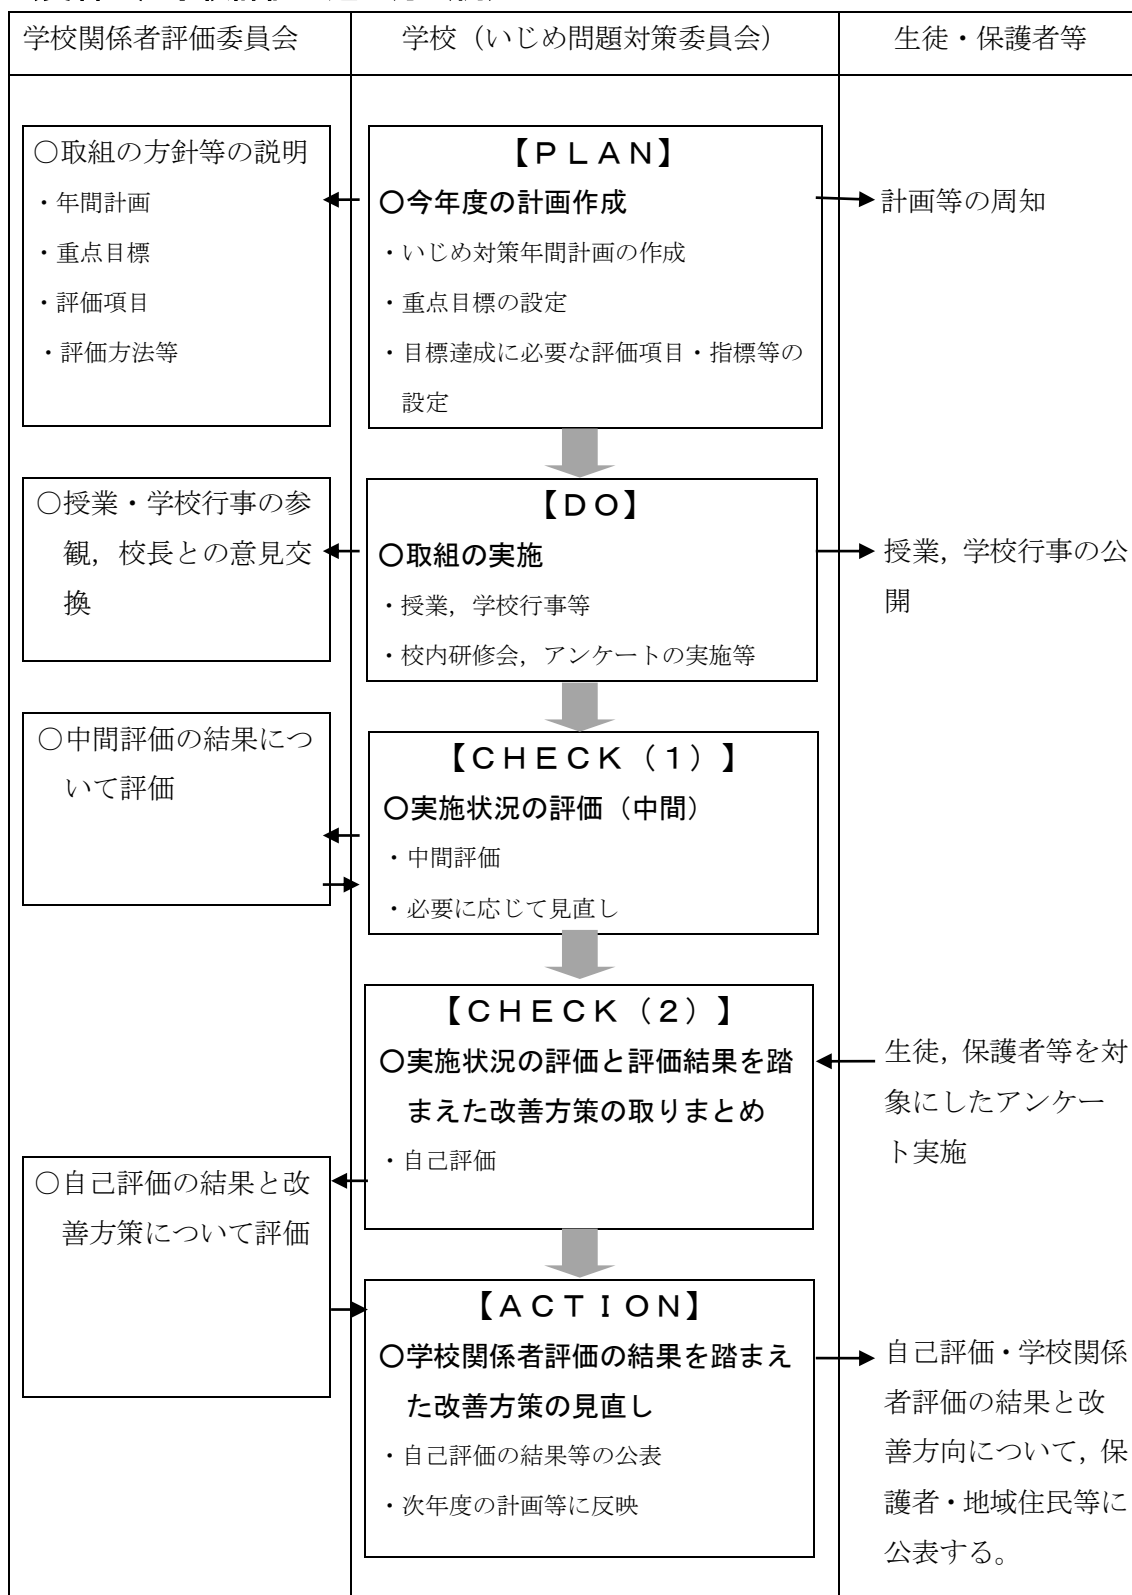 学校関係者評価委員会
学校（いじめ問題対策委員会）
生徒・保護者等
○取組の方針等の説明
・年間計画
・重点目標
・評価項目
・評価方法等
【ＰＬＡＮ】
○今年度の計画作成
・いじめ対策年間計画の作成
・重点目標の設定
・目標達成に必要な評価項目・指標等の
設定
計画等の周知
○授業・学校行事の参
観，校長との意見交
換
【ＤＯ】
○取組の実施
・授業，学校行事等
・校内研修会，アンケートの実施等
授業，学校行事の公
開
○中間評価の結果につ
いて評価
【ＣＨＥＣＫ（１）】
○実施状況の評価（中間）
・中間評価
・必要に応じて見直し
【ＣＨＥＣＫ（２）】
○実施状況の評価と評価結果を踏
まえた改善方策の取りまとめ
・自己評価
生徒，保護者等を対
象にしたアンケー
ト実施
○自己評価の結果と改
善方策について評価
【ＡＣＴＩＯＮ】
○学校関係者評価の結果を踏まえ
た改善方策の見直し
・自己評価の結果等の公表
・次年度の計画等に反映
自己評価・学校関係
者評価の結果と改
善方向について，保
護者・地域住民等に
公表する。